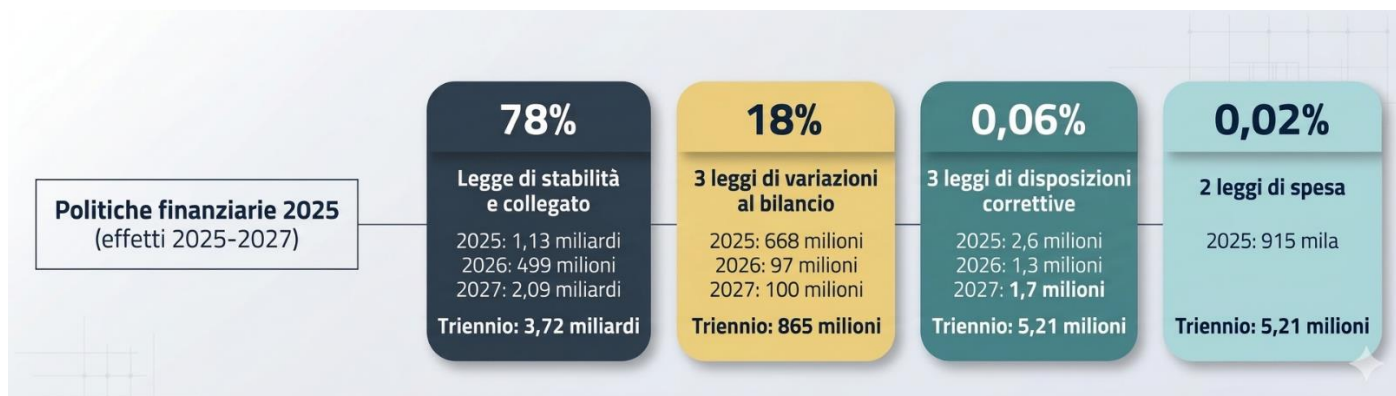 Politiche finanziarie 2025
(effetti 2025-2027)
78%
Legge di stabilità
e collegato
2025: 1,13 miliardi
2026: 499 milioni
2027: 2,09 miliardi
Triennio: 3,72 miliardi
18%
3 leggi di variazioni
al bilancio
2025: 668 milioni
2026: 97 milioni
2027: 100 milioni
Triennio: 865 milioni
0,06%
3 leggi di disposizioni
correttive
2025: 2,6 milioni
2026: 1,3 milioni
2027: 1,7 milioni
Triennio: 5,21 milioni
0,02%
2 leggi di spesa
2025: 915 mila
Triennio: 5,21 milioni